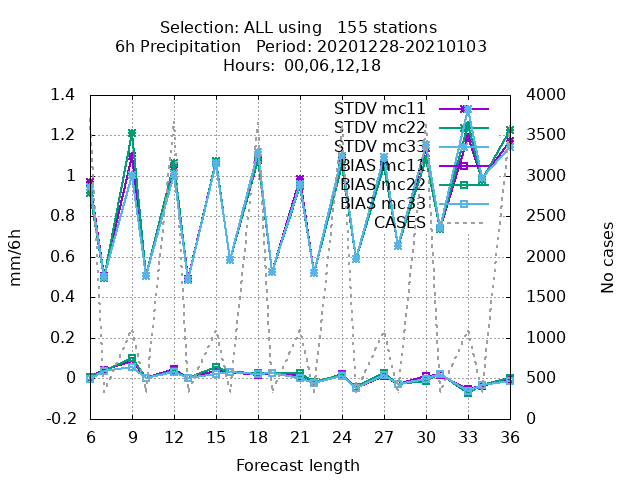 Selection: ALL using   155 stations
6h Precipitation   Period: 20201228-20210103
Hours: 00,06,12,18
STDV mc11
STDV mc22
STDV mc33
BIAS mc11
BIAS mc22
BIAS mc33
CASES
1.4
1.2
1
0.8
0.6
0.4
0.2
0
-0.2
mm/6h
4000
3500
3000
2500
2000
1500
1000
500
0
No cases
6 9 12 15 18 21 24 27 30 33 36
Forecast length